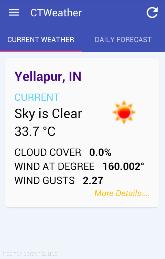 CTWeather
CURRENT WEATHER DAILY FORECAST
Yellapur, IN
CURRENT
Sky is Clear
33.7 °C
CLOUD COVER 0.0%
WIND AT DEGREE 160.002°
WIND GUSTS 2.27
More Details ...